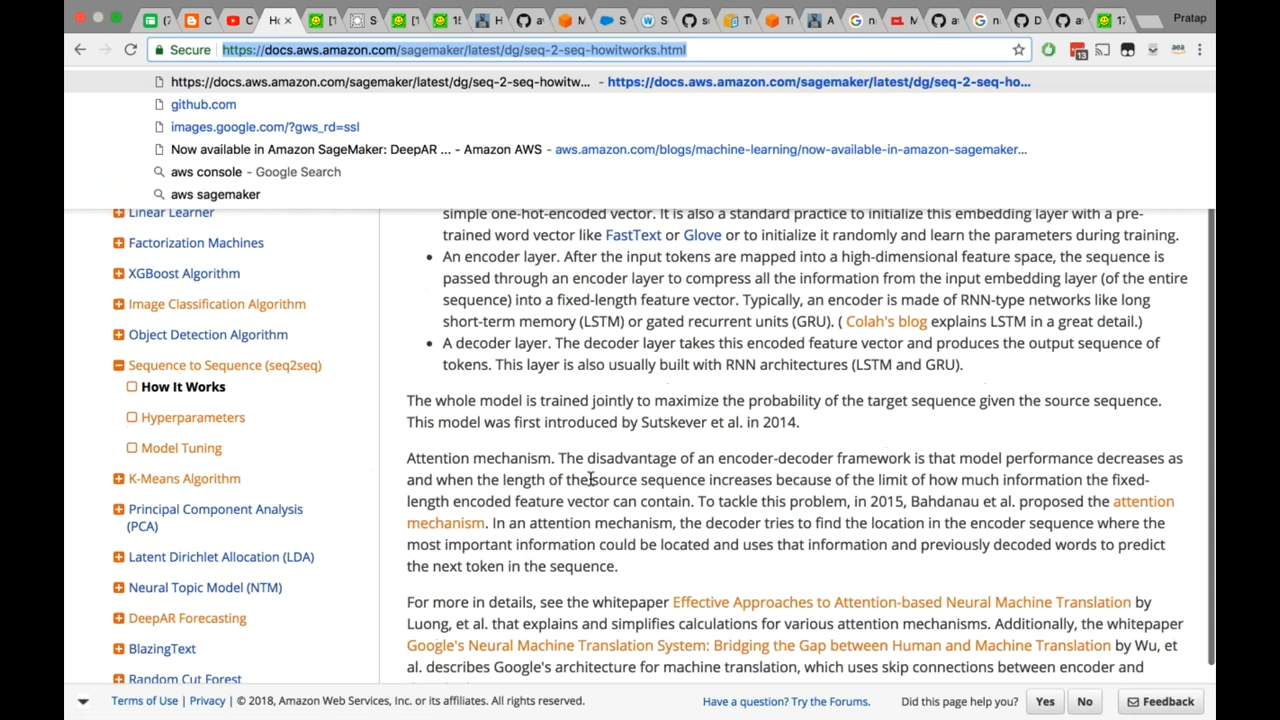 Pratap
Secure https://docs.aws.amazon.com/sagemaker/latest/dg/seq-2-seq-howitworks.html
13
https://docs.aws.amazon.com/sagemaker/latest/dg/seq-2-seq-howitw... - https://docs.aws.amazon.com/sagemaker/latest/dg/seq-2-seq-ho...
github.com
images.google.com/?gws_rd=ssl
Now available in Amazon SageMaker: DeepAR ... - Amazon AWS - aws.amazon.com/blogs/machine-learning/now-available-in-amazon-sagemaker...
aws console - Google Search
aws sagemaker
Linear Learner
Factorization Machines
XGBoost Algorithm
Image Classification Algorithm
Object Detection Algorithm
Sequence to Sequence (seq2seq)
How It Works
Hyperparameters
Model Tuning
K-Means Algorithm
Principal Component Analysis
(PCA)
Latent Dirichlet Allocation (LDA)
Neural Topic Model (NTM)
DeepAR Forecasting
BlazingText
Random Cut Forest
simple one-hot-encoded vector. It is also a standard practice to initialize this embedding layer with a pre-
trained word vector like FastText or Glove or to initialize it randomly and learn the parameters during training.
An encoder layer. After the input tokens are mapped into a high-dimensional feature space, the sequence is
passed through an encoder layer to compress all the information from the input embedding layer (of the entire
sequence) into a fixed-length feature vector. Typically, an encoder is made of RNN-type networks like long
short-term memory (LSTM) or gated recurrent units (GRU). ( Colah's blog explains LSTM in a great detail.)
A decoder layer. The decoder layer takes this encoded feature vector and produces the output sequence of
tokens. This layer is also usually built with RNN architectures (LSTM and GRU).
The whole model is trained jointly to maximize the probability of the target sequence given the source sequence.
This model was first introduced by Sutskever et al. in 2014.
Attention mechanism. The disadvantage of an encoder-decoder framework is that model performance decreases as
and when the length of the source sequence increases because of the limit of how much information the fixed-
length encoded feature vector can contain. To tackle this problem, in 2015, Bahdanau et al. proposed the attention
mechanism. In an attention mechanism, the decoder tries to find the location in the encoder sequence where the
most important information could be located and uses that information and previously decoded words to predict
the next token in the sequence.
For more in details, see the whitepaper Effective Approaches to Attention-based Neural Machine Translation by
Luong, et al. that explains and simplifies calculations for various attention mechanisms. Additionally, the whitepaper
Google's Neural Machine Translation System: Bridging the Gap between Human and Machine Translation by Wu, et
al. describes Google's architecture for machine translation, which uses skip connections between encoder and
Terms of Use | Privacy | © 2018, Amazon Web Services, Inc. or its affiliates. All rights reserved.
Have a question? Try the Forums.
Did this page help you? Yes No Feedback